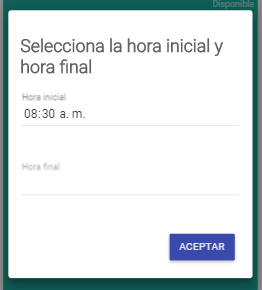 Disponible
Selecciona la hora inicial y
hora final
Hora inicial
08:30 a. m.
Hora final
ACEPTAR